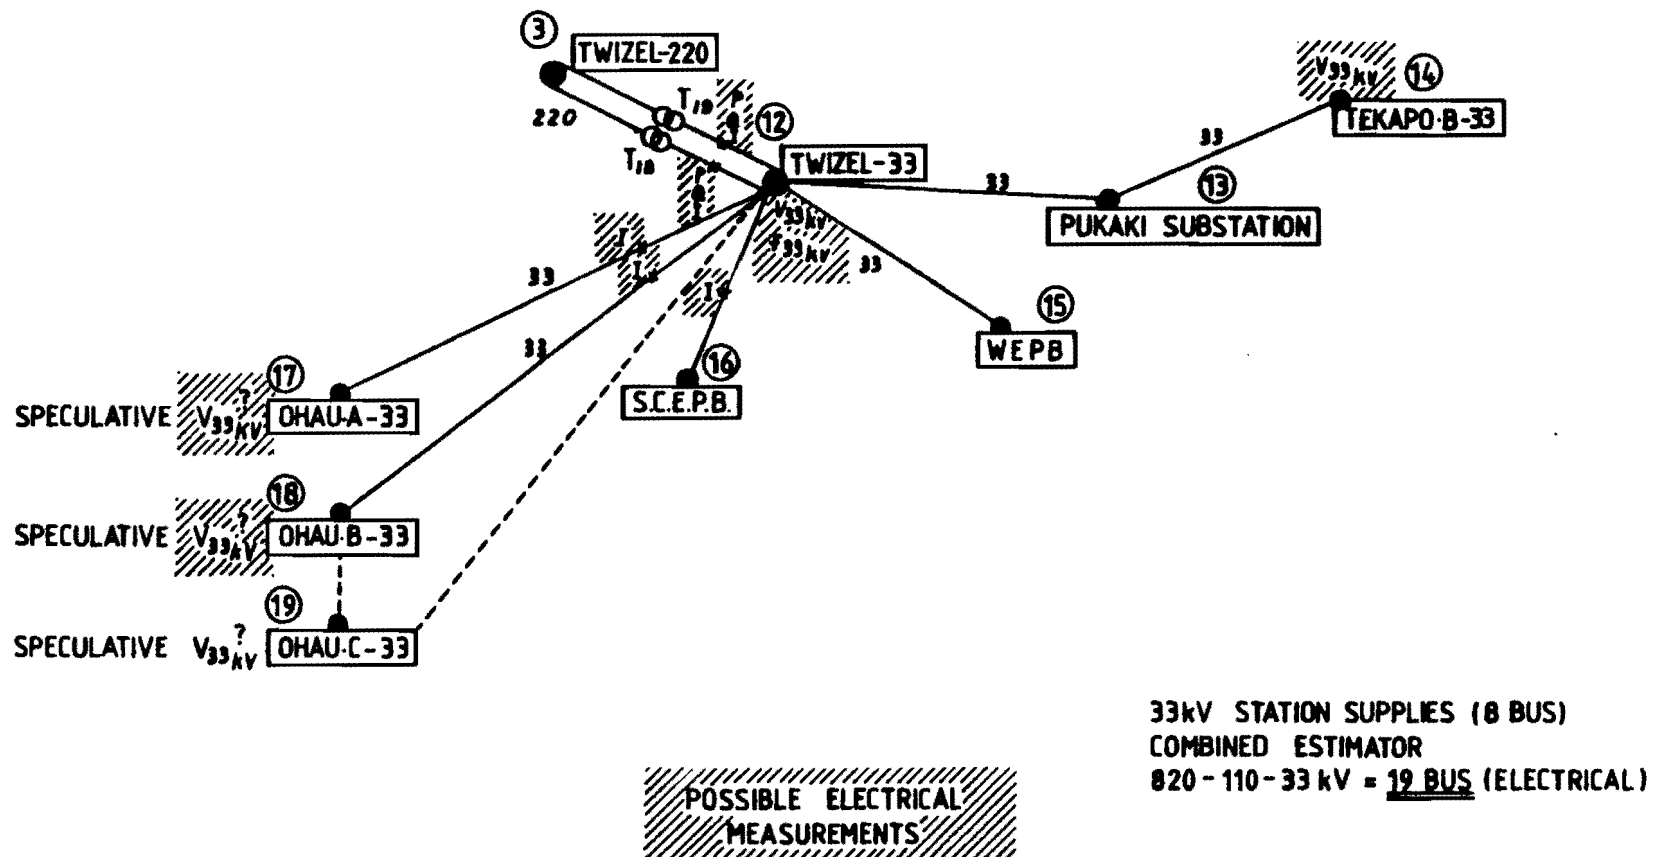 3
TWIZEL-220
220
T19
P
T18
P
12
TWIZEL-33
V33kV
F33kV
33
13
PUKAKI SUBSTATION
33
V33kV
14
TEKAPO·B-33
33
15
WEPB
I
I
I
33
33
16
S.C.E.P.B.
17
SPECULATIVE V33kV ? OHAU·A-33
18
SPECULATIVE V33kV ? OHAU·B-33
19
SPECULATIVE V33kV ? OHAU·C-33
33kV STATION SUPPLIES (8 BUS)
COMBINED ESTIMATOR
820-110-33 kV = 19 BUS (ELECTRICAL)
POSSIBLE ELECTRICAL
MEASUREMENTS